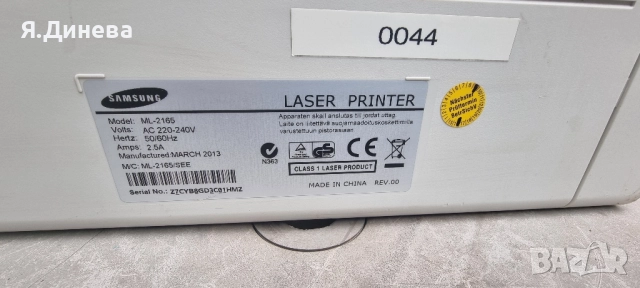 Я.Динева
0044
SAMSUNG
LASER PRINTER
Model: ML-2165
Volts: AC 220-240V
Hertz: 50/60Hz
Amps: 2.5A
Manufactured:MARCH 2013
M/C: ML-2165/SEE
Serial No.: Z7CYB8GD3C01HMZ
Apparaten skall anslutas till jordat uttag.
Laite on liitettävä suojamaadoituskoskettimilla
varustettuun pistorasiaan
N363
CLASS 1 LASER PRODUCT
MADE IN CHINA REV.00
Nächster
Prüftermin
BAZAR